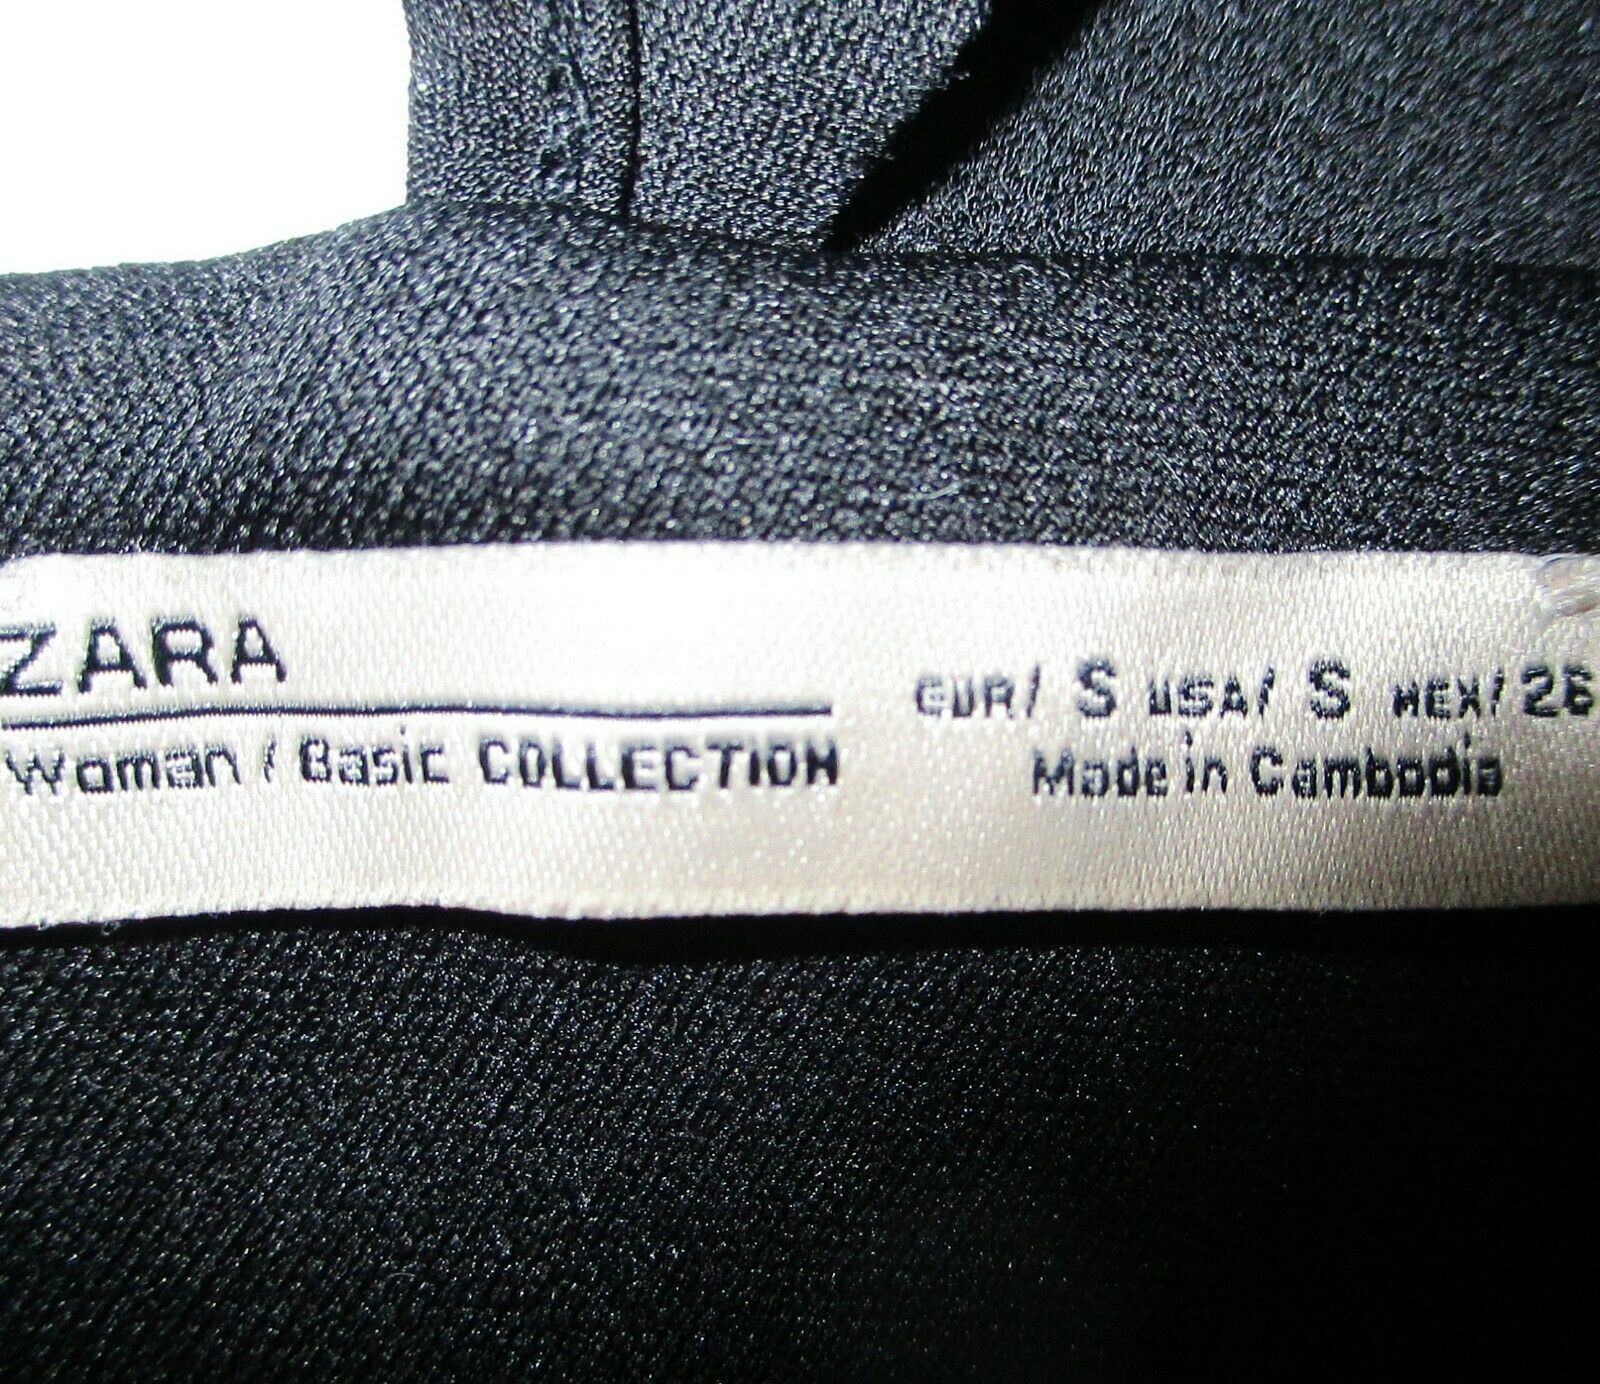 ZARA
Woman / Basic COLLECTION
EUR/ S USA/ S MEX/ 26
Made in Cambodia